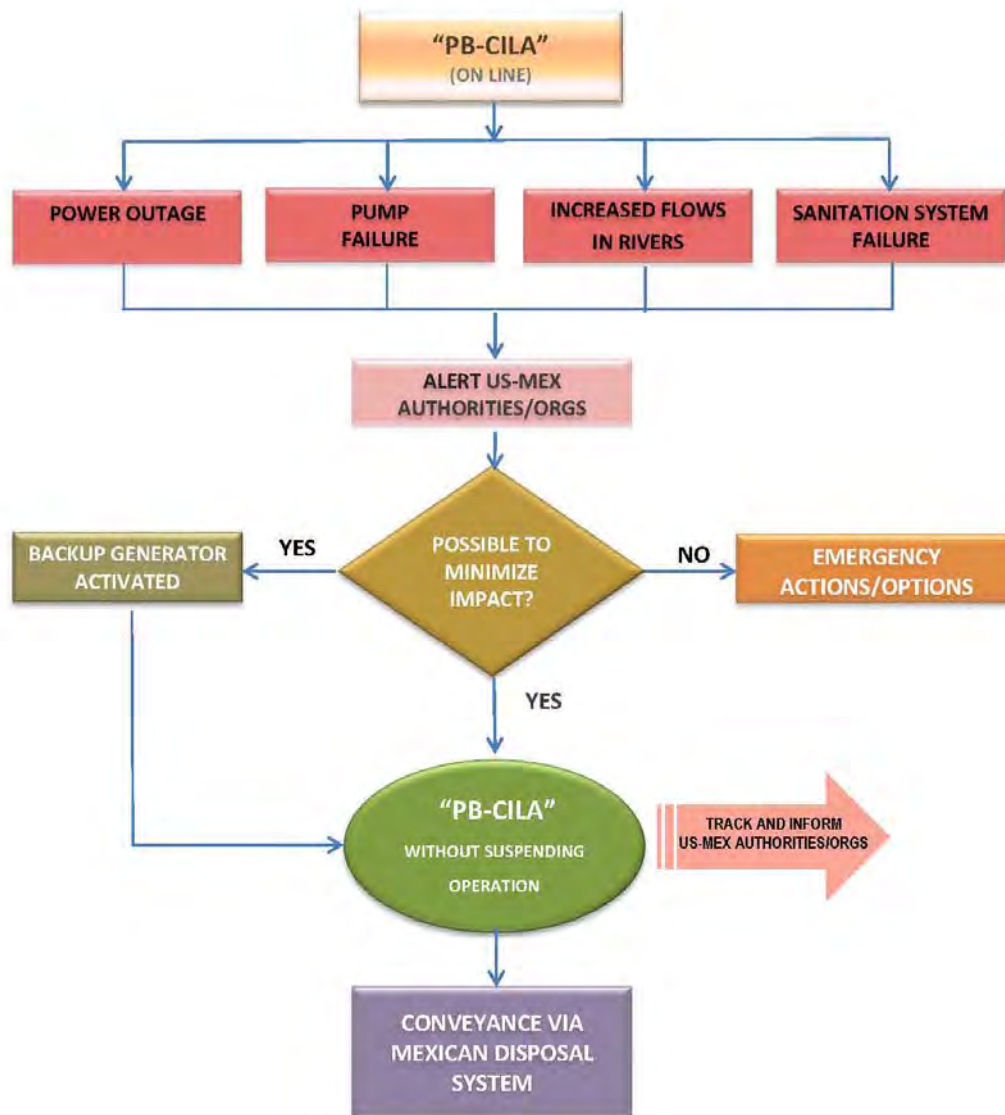 “PB-CILA”
(ON LINE)
POWER OUTAGE
PUMP
FAILURE
INCREASED FLOWS
IN RIVERS
SANITATION SYSTEM
FAILURE
ALERT US-MEX
AUTHORITIES/ORGS
POSSIBLE TO
MINIMIZE
IMPACT?
YES
BACKUP GENERATOR
ACTIVATED
NO
EMERGENCY
ACTIONS/OPTIONS
YES
“PB-CILA”
WITHOUT SUSPENDING
OPERATION
TRACK AND INFORM
US-MEX AUTHORITIES/ORGS
CONVEYANCE VIA
MEXICAN DISPOSAL
SYSTEM